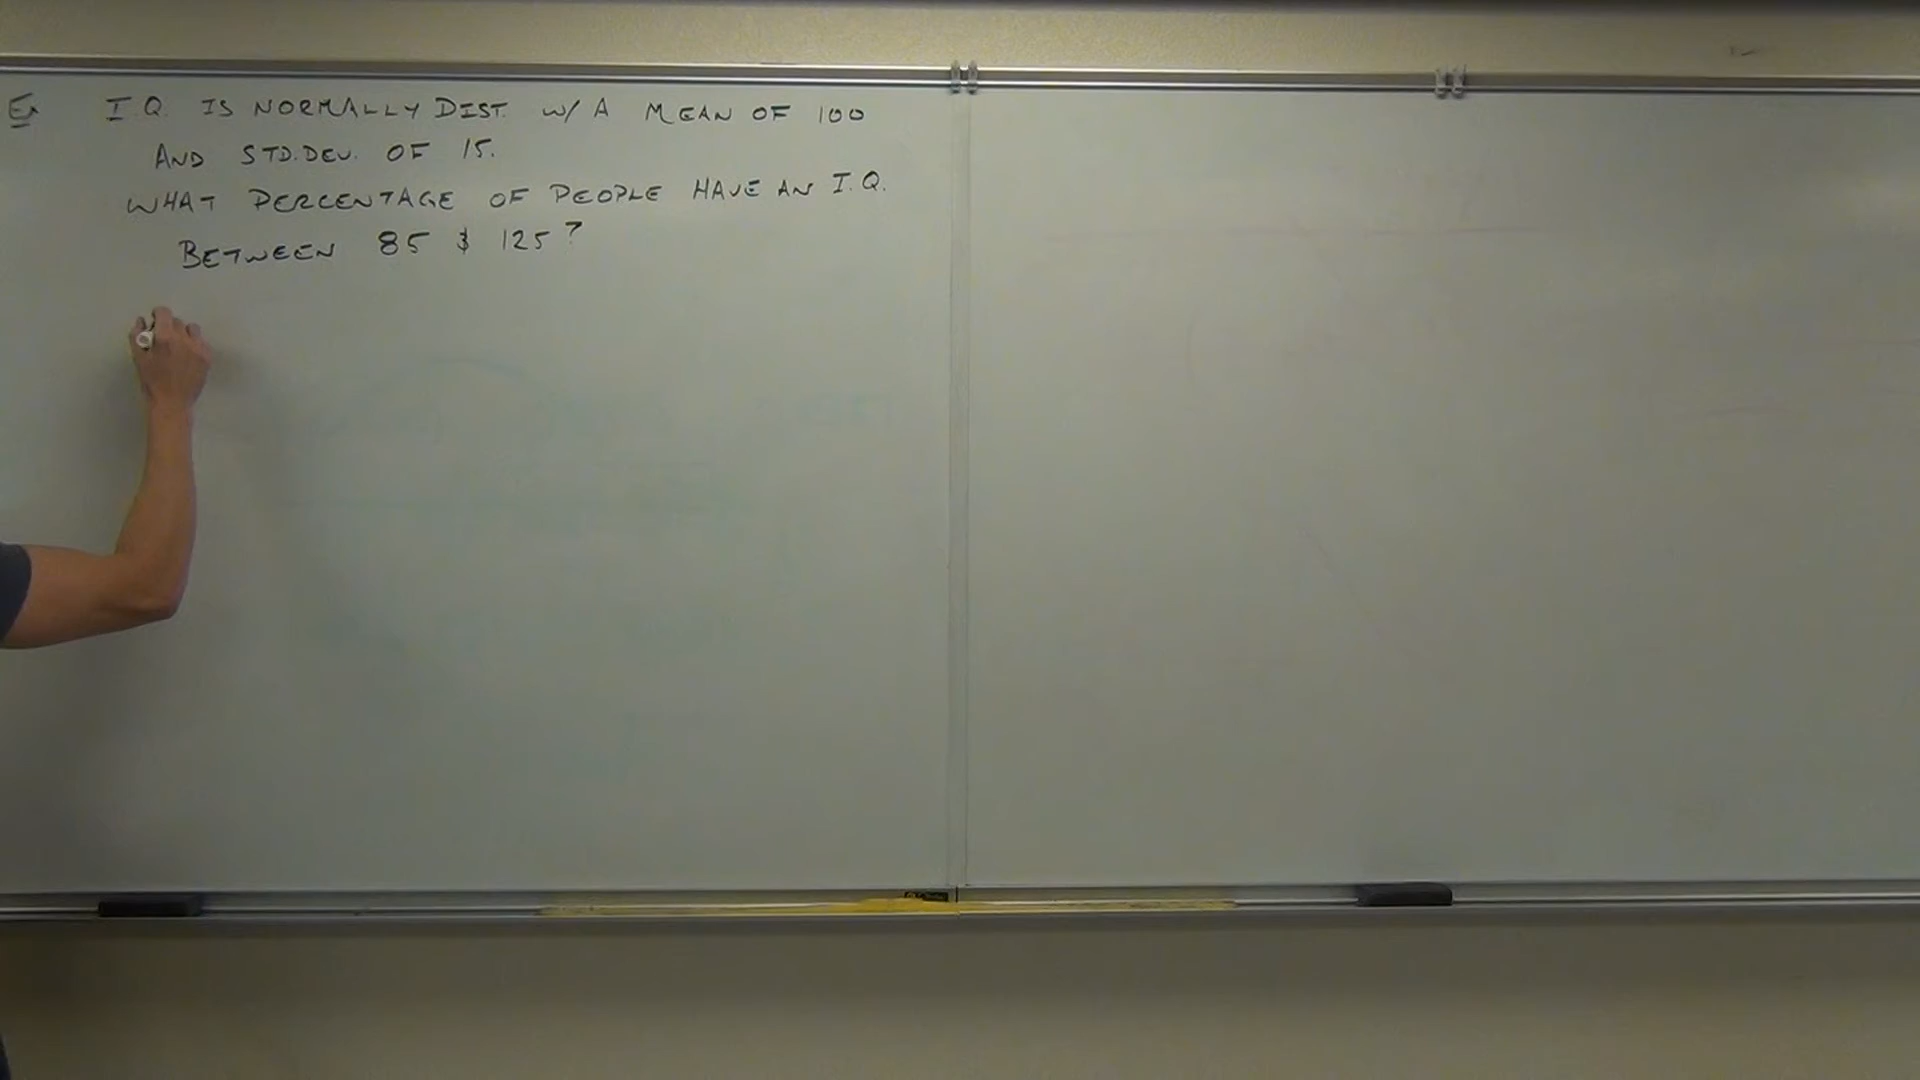 Ex I.Q. IS NORMALLY DIST. W/ A MEAN OF 100
AND STD.DEV. OF 15.
WHAT PERCENTAGE OF PEOPLE HAVE AN I.Q.
BETWEEN 85 & 125?